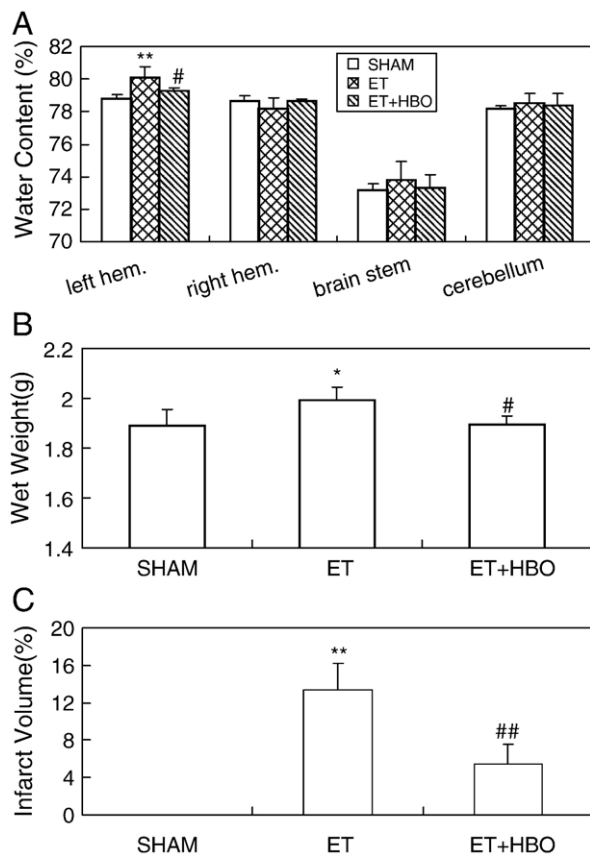 A
Water Content (%)
82
80
78
76
74
72
70
**
#
SHAM
ET
ET+HBO
left hem.
right hem.
brain stem
cerebellum
B
Wet Weight(g)
2.2
2
1.8
1.6
1.4
*
#
SHAM
ET
ET+HBO
C
Infarct Volume(%)
20
16
12
8
4
0
**
##
SHAM
ET
ET+HBO